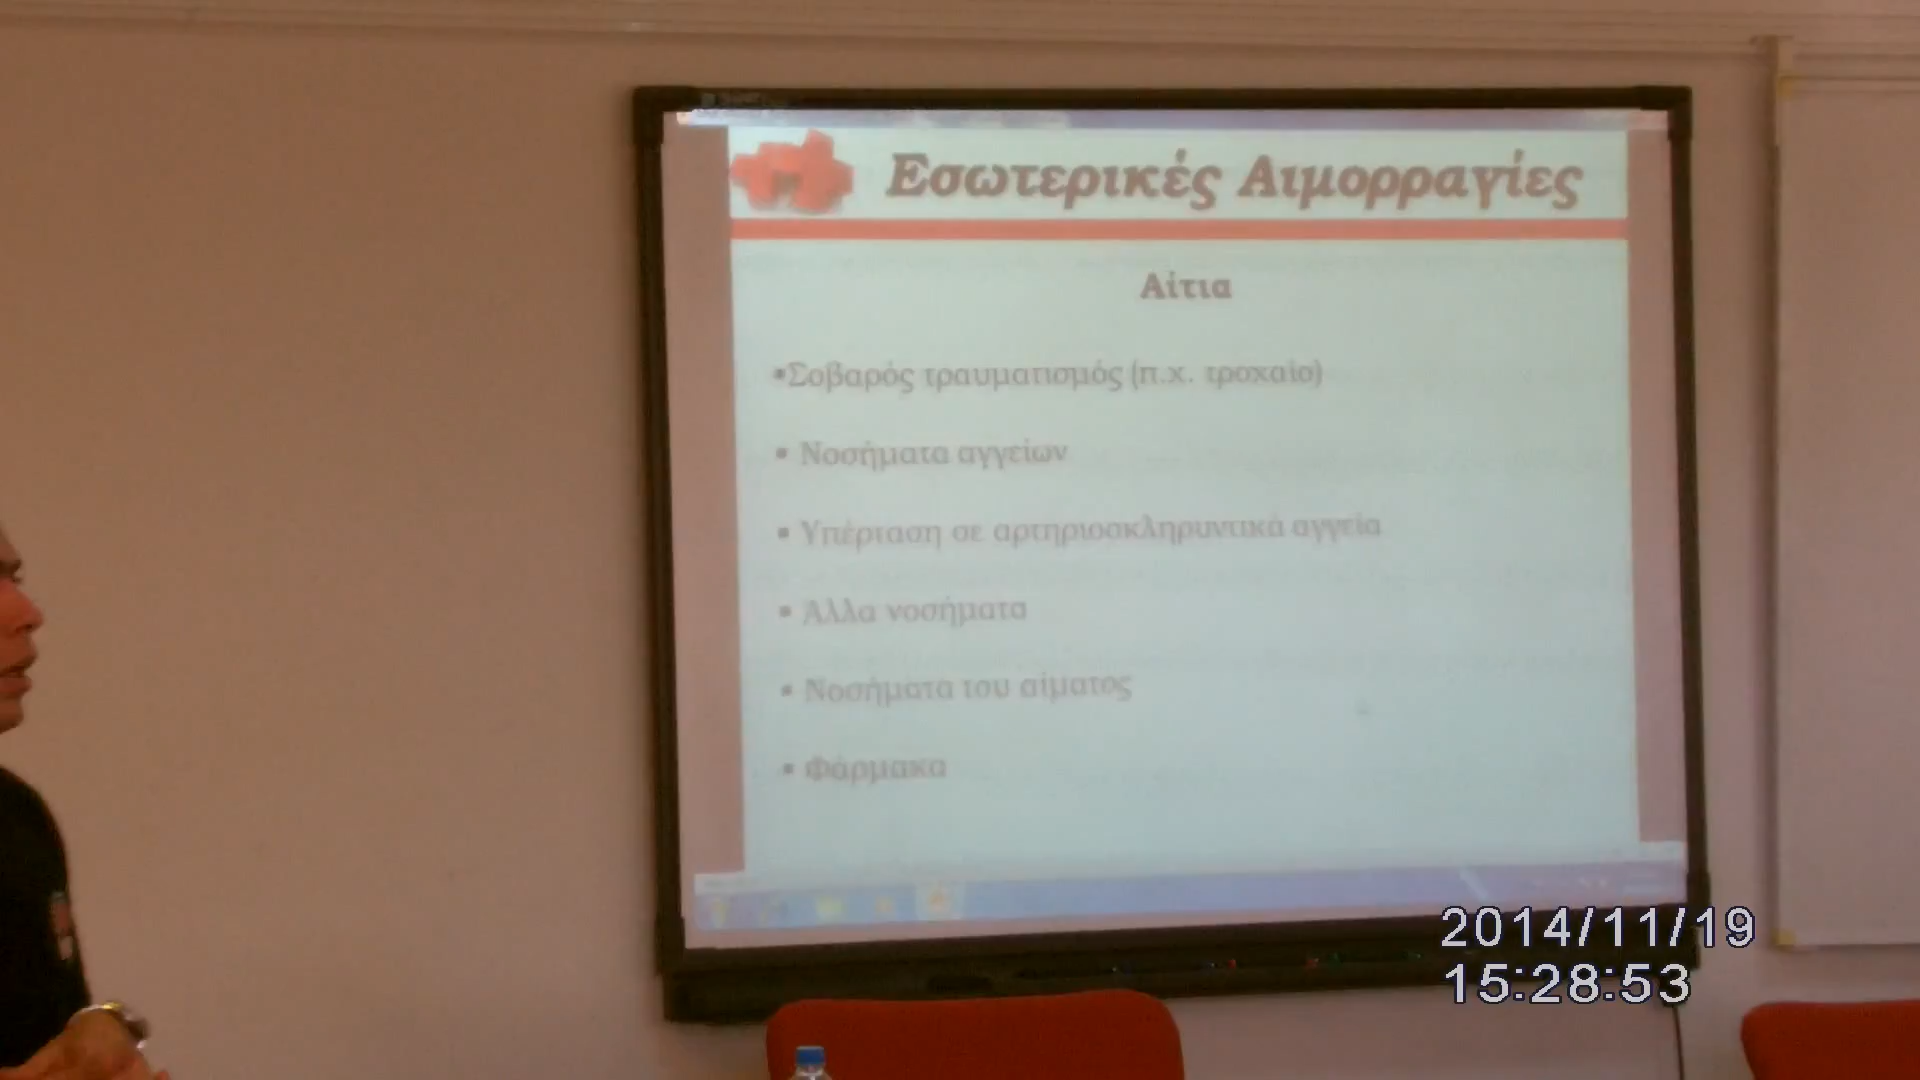 Εσωτερικές Αιμορραγίες
Αίτια
▪Σοβαρός τραυματισμός (π.χ. τροχαίο)
▪ Νοσήματα αγγείων
▪ Υπέρταση σε αρτηριοσκληρυντικά αγγεία
▪ Άλλα νοσήματα
▪ Νοσήματα του αίματος
▪ Φάρμακα
2014/11/19
15:28:53